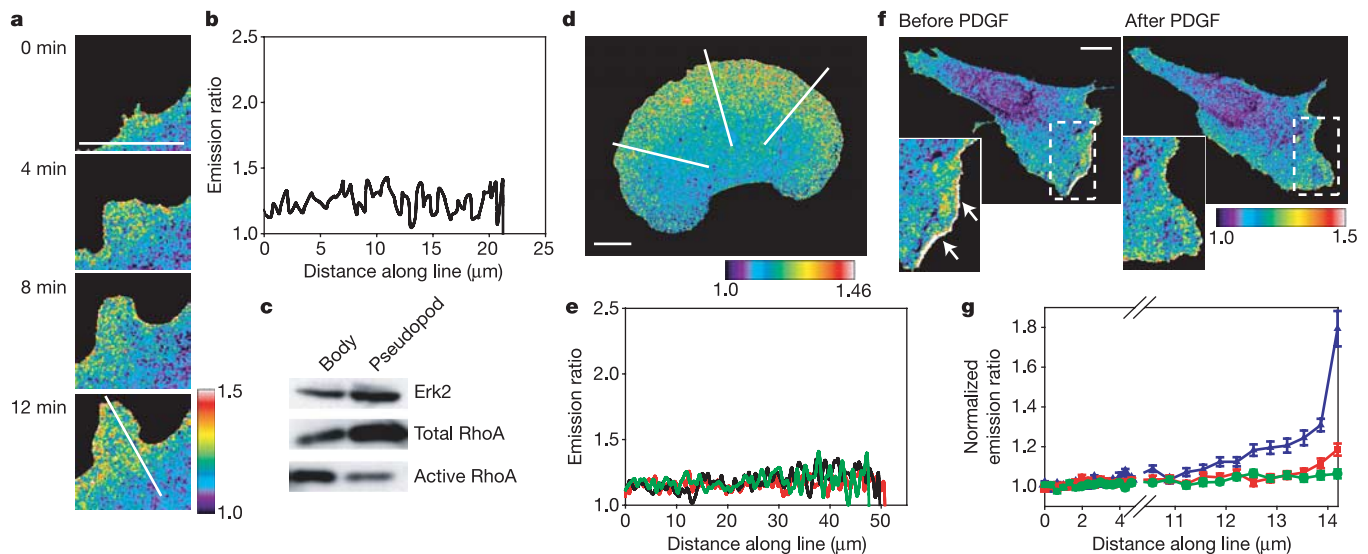 a
0 min
4 min
8 min
12 min
1.5
1.0
b
Emission ratio
2.5
2.0
1.5
1.0
0 5 10 15 20 25
Distance along line (μm)
c
Body Pseudopod
Erk2
Total RhoA
Active RhoA
d
1.0 1.46
e
Emission ratio
2.5
2.0
1.5
1.0
0 10 20 30 40 50
Distance along line (μm)
f
Before PDGF After PDGF
1.0 1.5
g
Normalized
emission ratio
1.8
1.6
1.4
1.2
1.0
0 2 4 11 12 13 14
Distance along line (μm)